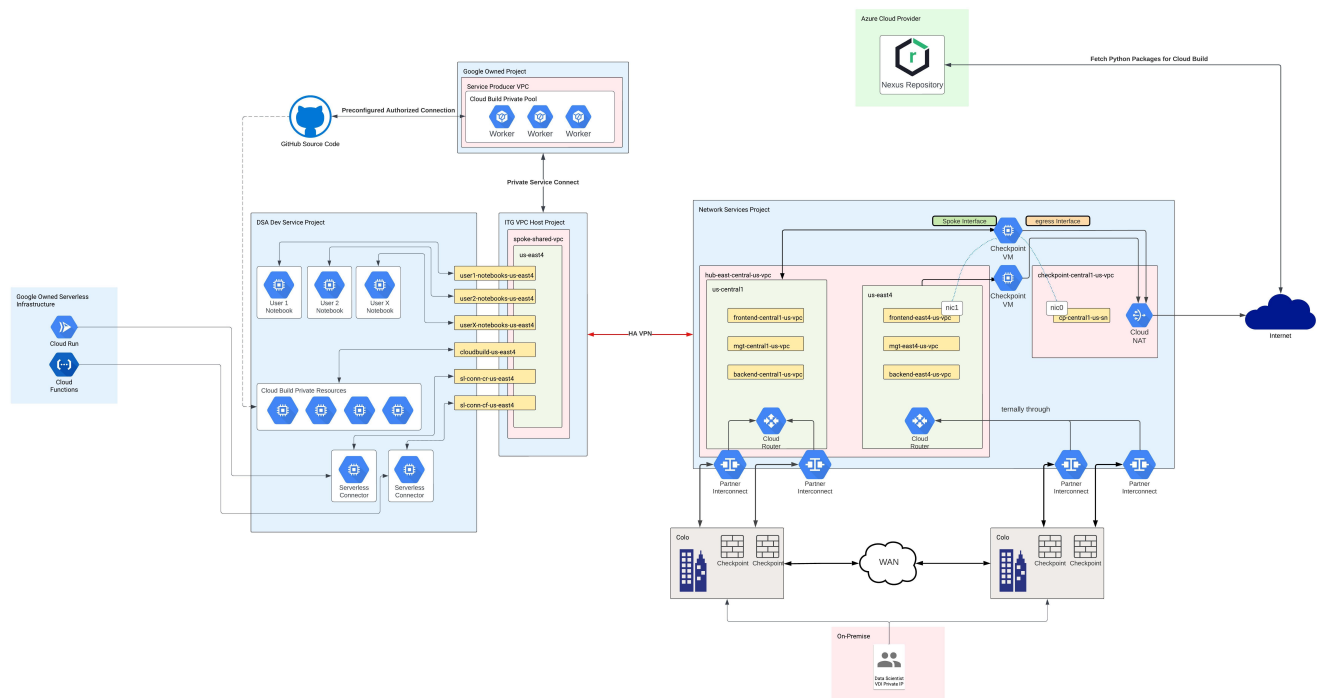 Azure Cloud Provider
r
Nexus Repository
Fetch Python Packages for Cloud Build
Google Owned Project
Service Producer VPC
Cloud Build Private Pool
Worker
Worker
Worker
Preconfigured Authorized Connection
GitHub Source Code
Private Service Connect
DSA Dev Service Project
User 1
Notebook
User 2
Notebook
User X
Notebook
ITG VPC Host Project
spoke-shared-vpc
us-east4
user1-notebooks-us-east4
user2-notebooks-us-east4
userX-notebooks-us-east4
cloudbuild-us-east4
sl-conn-cr-us-east4
sl-conn-cf-us-east4
Google Owned Serverless
Infrastructure
Cloud Run
Cloud
Functions
Cloud Build Private Resources
Serverless
Connector
Serverless
Connector
HA VPN
Network Services Project
Spoke Interface
egress Interface
Checkpoint
VM
Checkpoint
VM
hub-east-central-us-vpc
us-central1
frontend-central1-us-vpc
mgt-central1-us-vpc
backend-central1-us-vpc
Cloud
Router
us-east4
nic1
frontend-east4-us-vpc
mgt-east4-us-vpc
backend-east4-us-vpc
Cloud
Router
checkpoint-central1-us-vpc
nic0
cp-central1-us-sn
Cloud
NAT
Internet
ternally through
Partner
Interconnect
Partner
Interconnect
Partner
Interconnect
Partner
Interconnect
Colo
Checkpoint
Checkpoint
WAN
Colo
Checkpoint
Checkpoint
On-Premise
Data Scientist
VDI Private IP